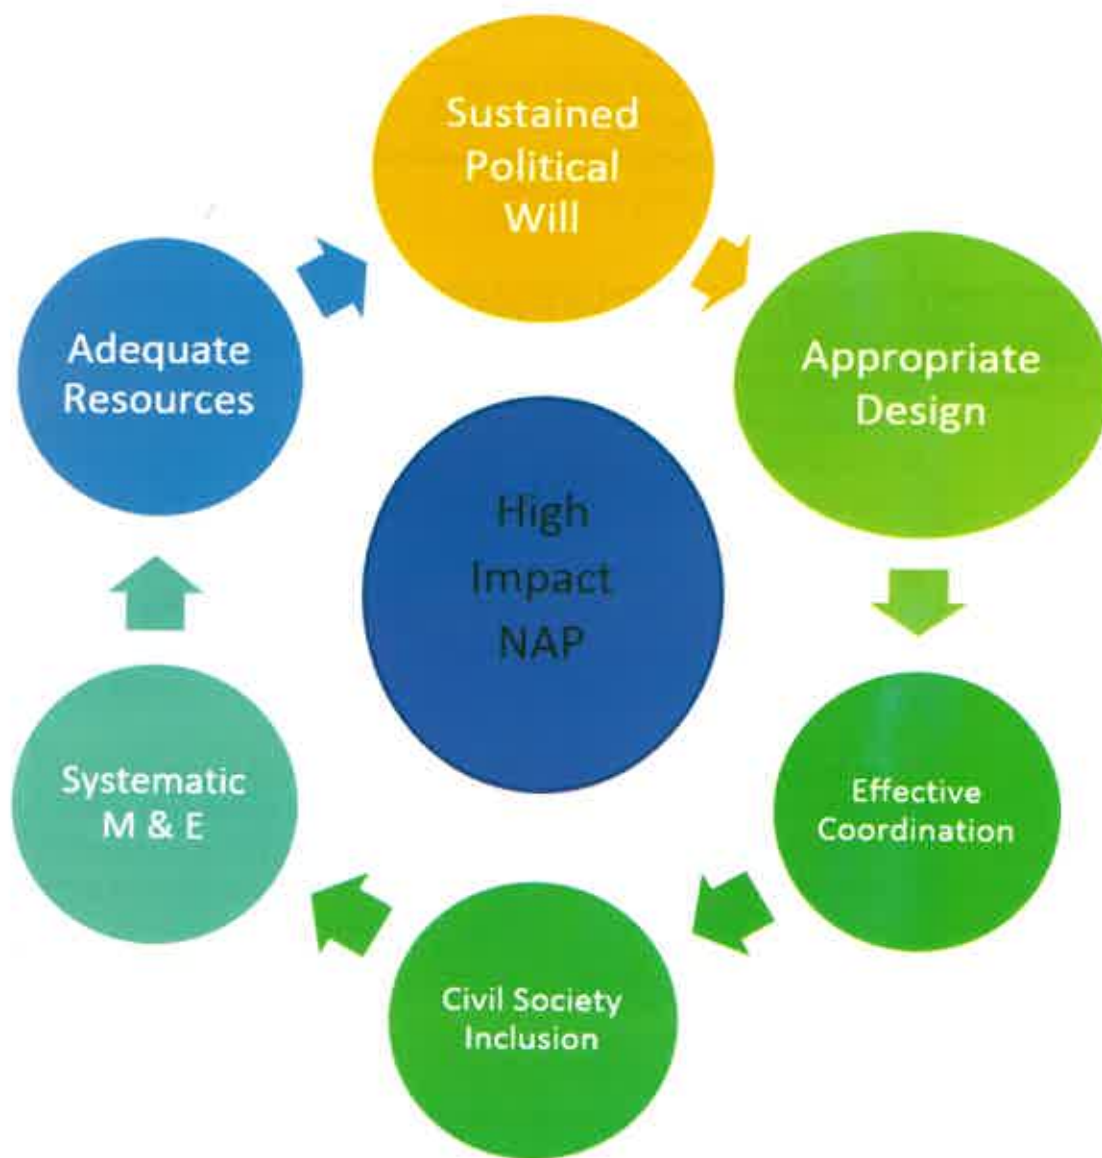 Sustained
Political
Will
Appropriate
Design
Effective
Coordination
Civil Society
Inclusion
Systematic
M & E
Adequate
Resources
High
Impact
NAP